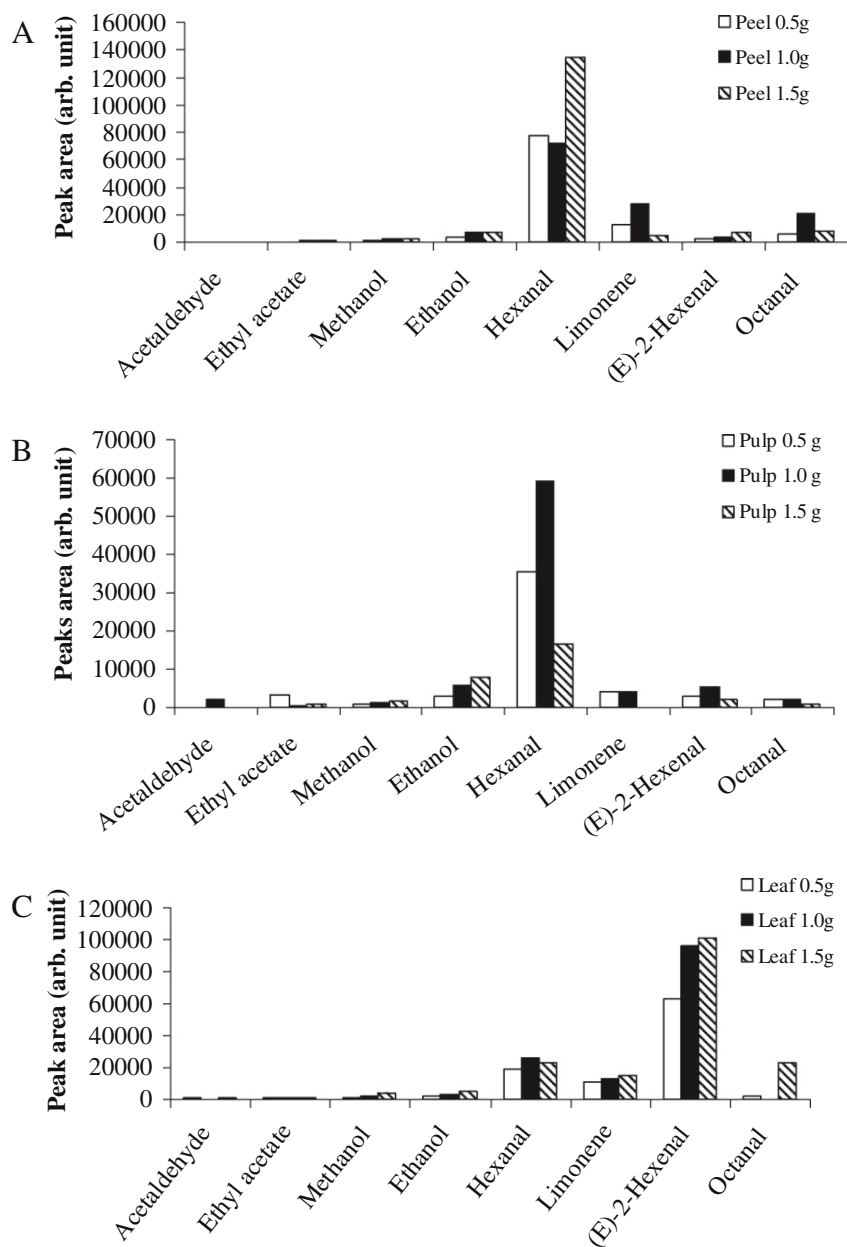 A
Peak area (arb. unit)
160000
140000
120000
100000
80000
60000
40000
20000
0
Peel 0.5g
Peel 1.0g
Peel 1.5g
Acetaldehyde
Ethyl acetate
Methanol
Ethanol
Hexanal
Limonene
(E)-2-Hexenal
Octanal
B
Peaks area (arb. unit)
70000
60000
50000
40000
30000
20000
10000
0
Pulp 0.5 g
Pulp 1.0 g
Pulp 1.5 g
Acetaldehyde
Ethyl acetate
Methanol
Ethanol
Hexanal
Limonene
(E)-2-Hexenal
Octanal
C
Peak area (arb. unit)
120000
100000
80000
60000
40000
20000
0
Leaf 0.5g
Leaf 1.0g
Leaf 1.5g
Acetaldehyde
Ethyl acetate
Methanol
Ethanol
Hexanal
Limonene
(E)-2-Hexenal
Octanal